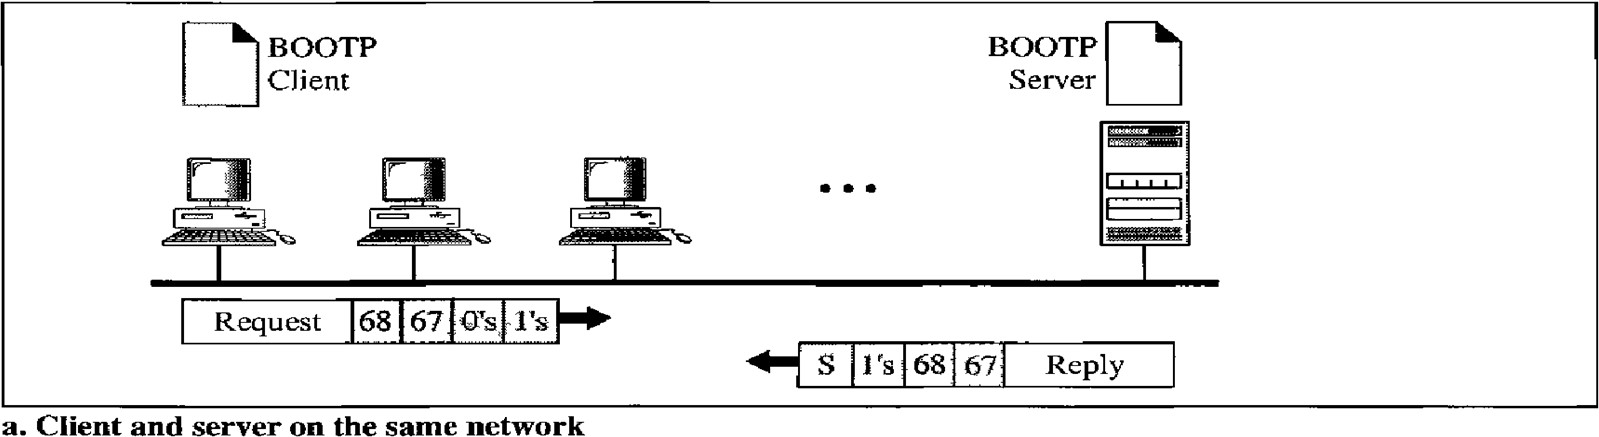 BOOTP
Client
BOOTP
Server
Request 68 67 0's 1's
S 1's 68 67 Reply
a. Client and server on the same network